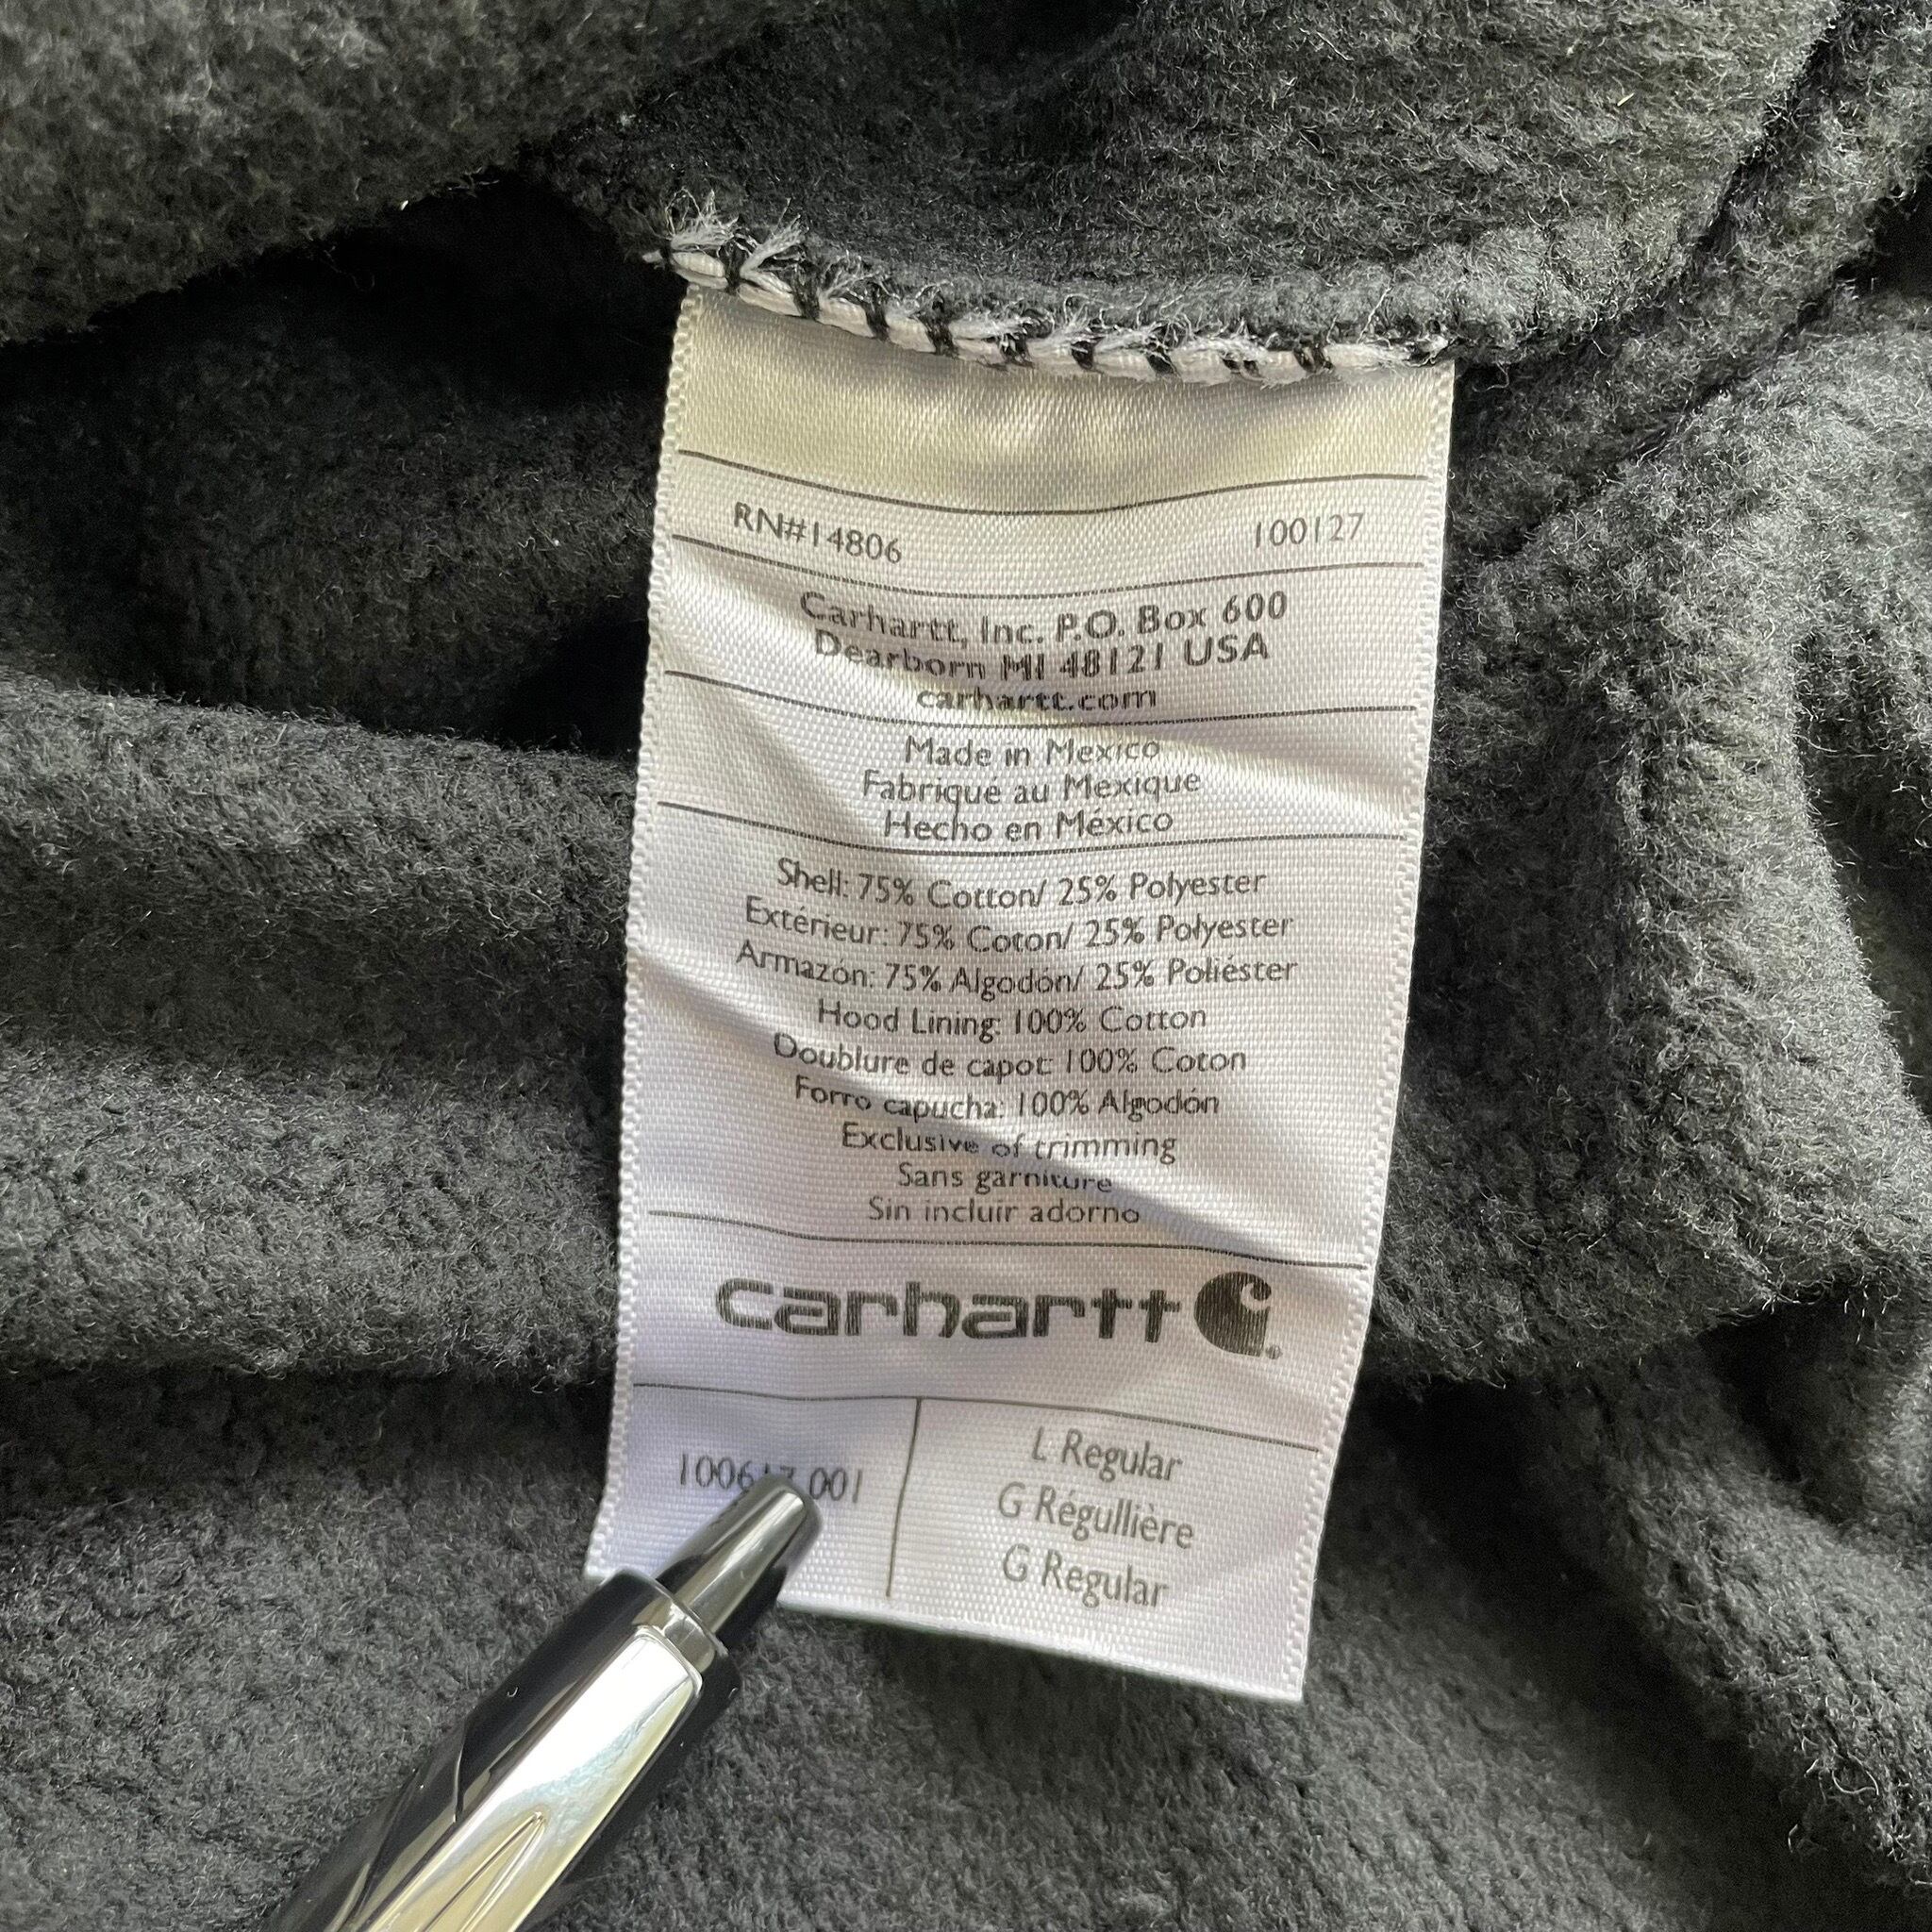 RN#14806 100127
Carhartt, Inc. P.O. Box 600
Dearborn MI 48121 USA
carhartt.com
Made in Mexico
Fabriqué au Mexique
Hecho en México
Shell: 75% Cotton/ 25% Polyester
Extérieur: 75% Coton/ 25% Polyester
Armazón: 75% Algodón/ 25% Poliéster
Hood Lining: 100% Cotton
Doublure de capot: 100% Coton
Forro capucha: 100% Algodón
Exclusive of trimming
Sans garniture
Sin incluir adorno
carhartt
001
L Regular
G Régullière
G Regular